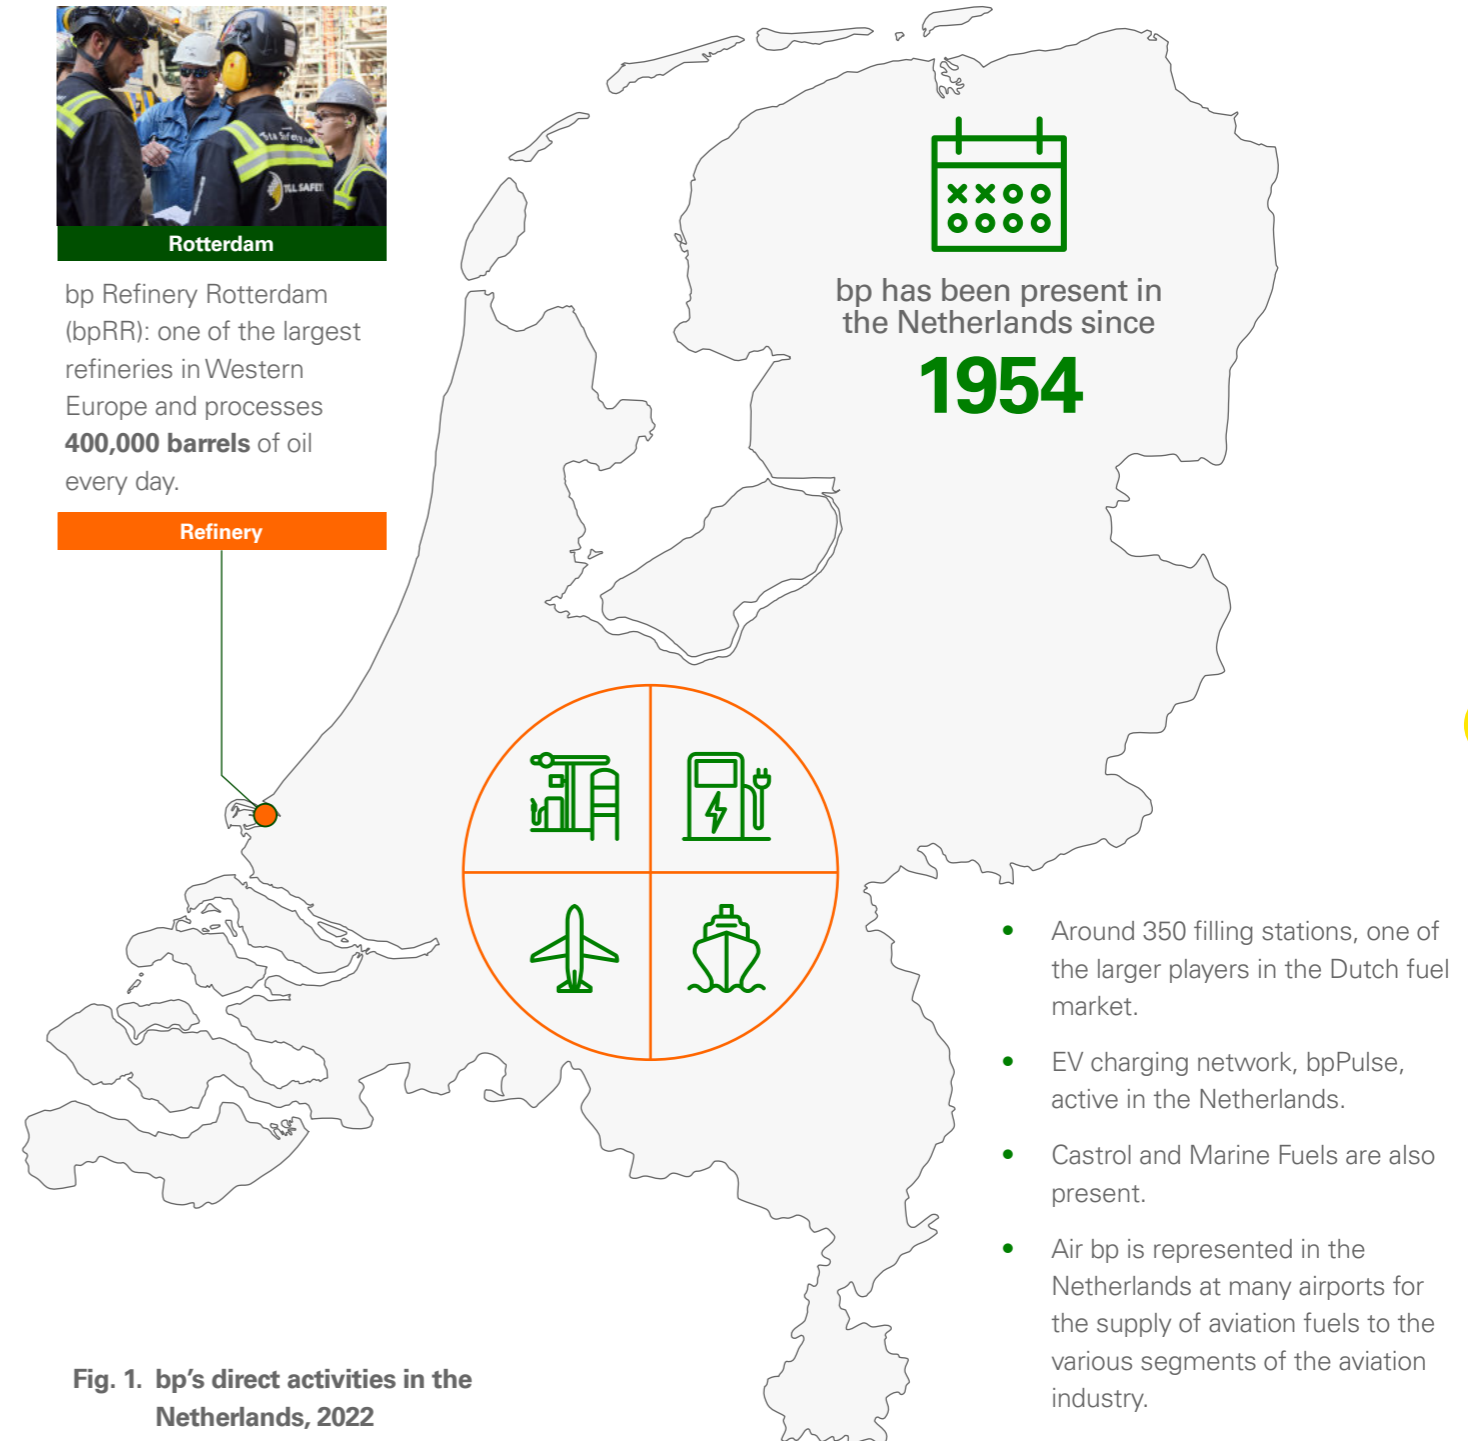 TLL SAFETY
Rotterdam
bp Refinery Rotterdam
(bpRR): one of the largest
refineries in Western
Europe and processes
400,000 barrels of oil
every day.
Refinery
bp has been present in
the Netherlands since
1954
• Around 350 filling stations, one of
the larger players in the Dutch fuel
market.
• EV charging network, bpPulse,
active in the Netherlands.
• Castrol and Marine Fuels are also
present.
• Air bp is represented in the
Netherlands at many airports for
the supply of aviation fuels to the
various segments of the aviation
industry.
Fig. 1. bp’s direct activities in the
Netherlands, 2022